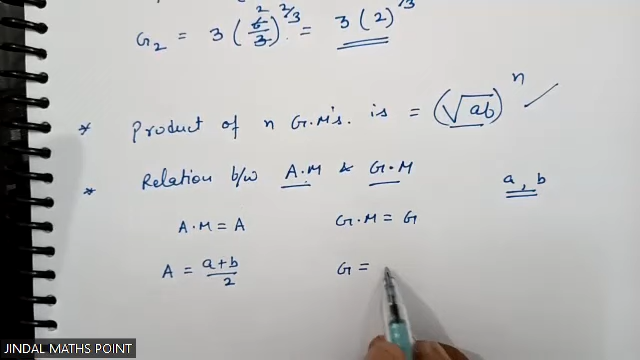 G₂ = 3 (6/3)^2/3 = 3 (2)^2/3
* Product of n G.M's. is = (√ab)^n
* Relation b/w A.M & G.M
a, b
A.M = A G.M = G
A = a+b/2 G =
JINDAL MATHS POINT